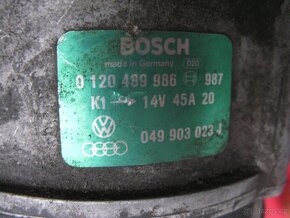 BOSCH
made in Germany 020
0 120 489 986 987
K1 14V 45A 20
049 903 023 J